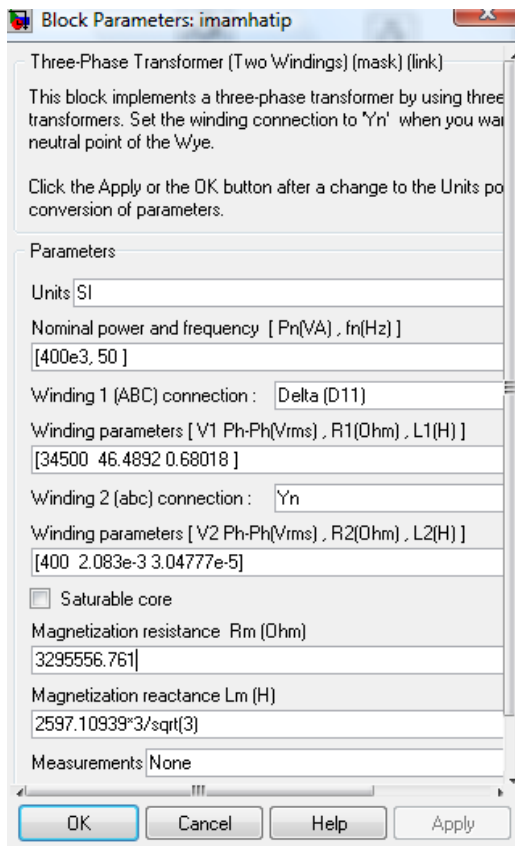 Block Parameters: imamhatip
Three-Phase Transformer (Two Windings) (mask) (link)
This block implements a three-phase transformer by using three
transformers. Set the winding connection to 'Yn' when you wan
neutral point of the Wye.
Click the Apply or the OK button after a change to the Units po
conversion of parameters.
Parameters
Units SI
Nominal power and frequency [ Pn(VA) , fn(Hz) ]
[400e3, 50 ]
Winding 1 (ABC) connection : Delta (D11)
Winding parameters [ V1 Ph-Ph(Vrms) , R1(Ohm) , L1(H) ]
[34500 46.4892 0.68018 ]
Winding 2 (abc) connection : Yn
Winding parameters [ V2 Ph-Ph(Vrms) , R2(Ohm) , L2(H) ]
[400 2.083e-3 3.04777e-5]
Saturable core
Magnetization resistance Rm (Ohm)
3295556.761
Magnetization reactance Lm (H)
2597.10939*3/sqrt(3)
Measurements None
OK Cancel Help Apply